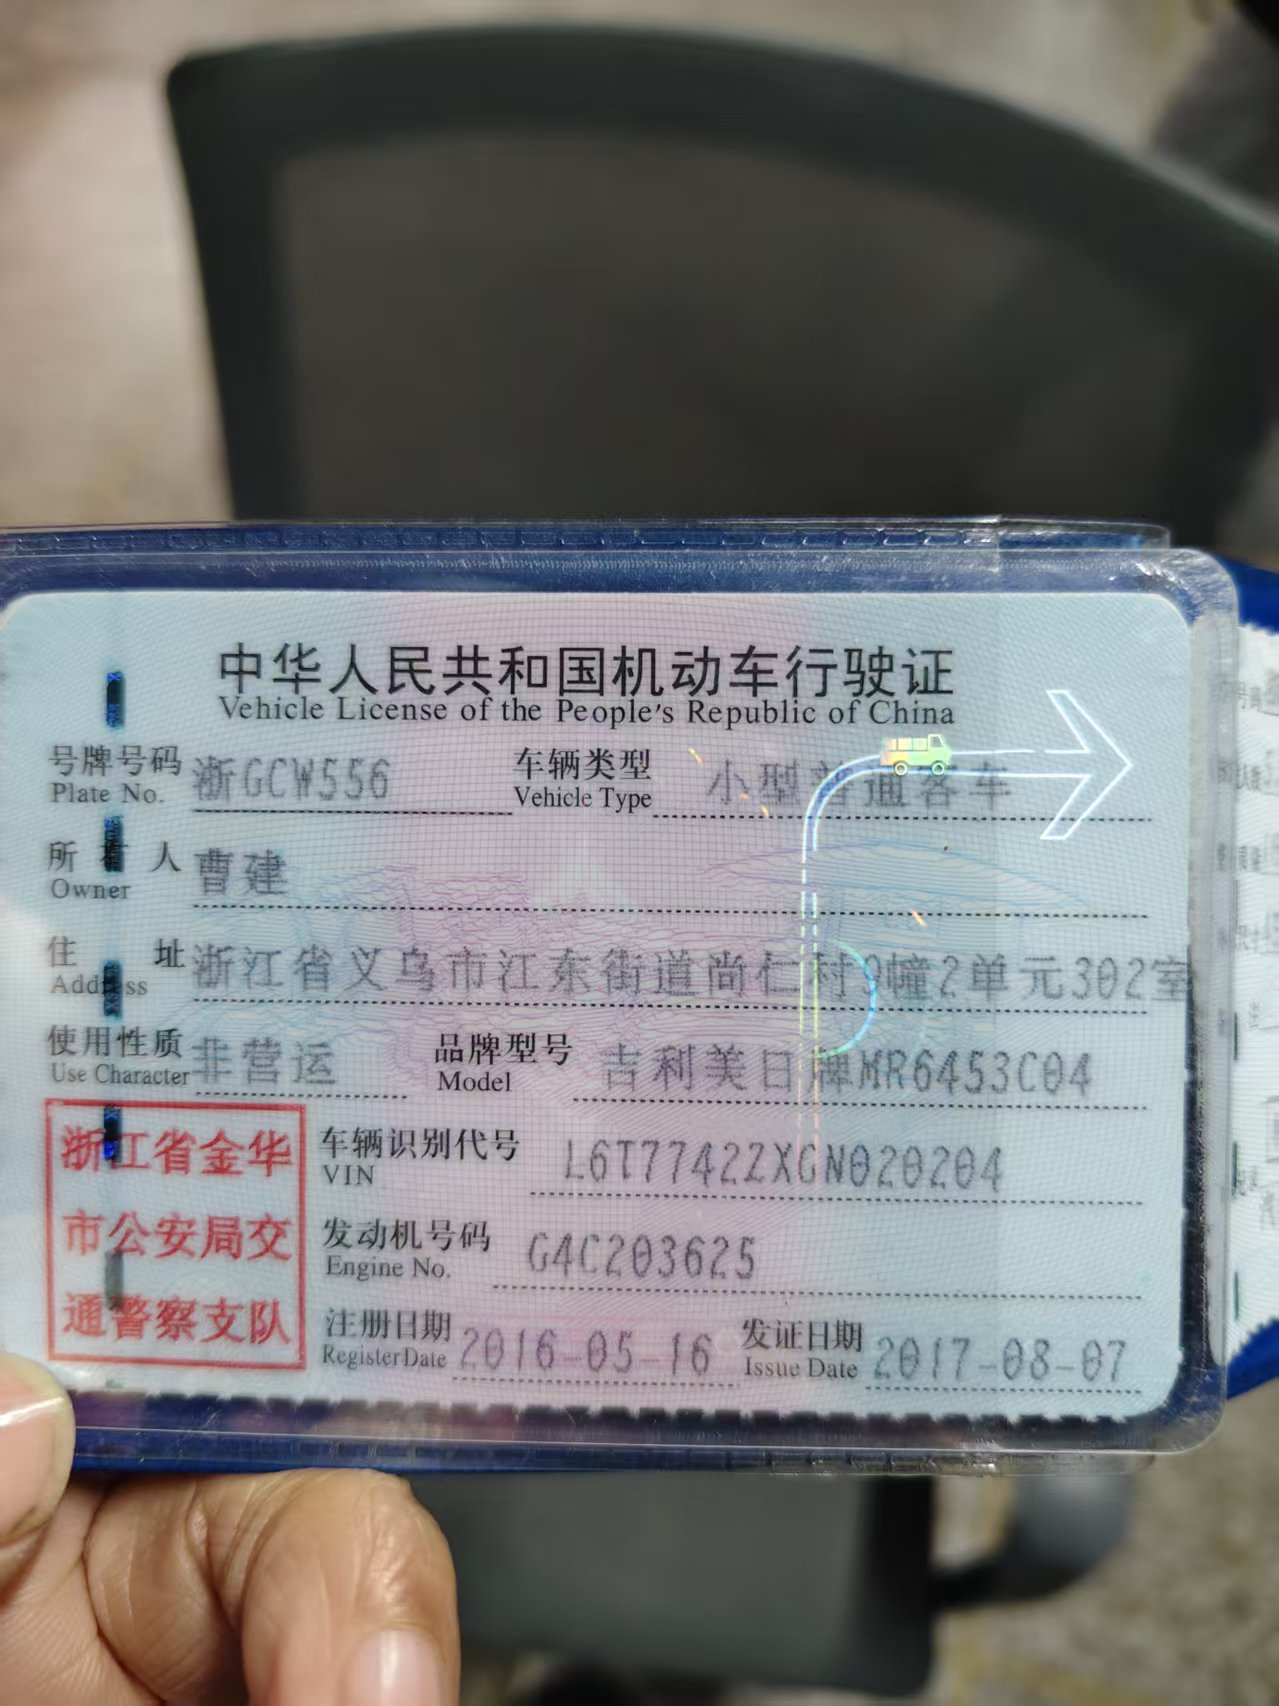 中华人民共和国机动车行驶证
Vehicle License of the People's Republic of China
号牌号码 浙GCW556 车辆类型 小型普通客车
Plate No. Vehicle Type
所有人 曹建
Owner
住址 浙江省义乌市江东街道尚仁村9幢2单元302室
Address
使用性质 非营运 品牌型号 吉利美日牌MR6453C04
Use Character Model
浙江省金华
市公安局交
通警察支队
车辆识别代号 L6T7742ZXGN020204
VIN
发动机号码 G4C203625
Engine No.
注册日期 2016-05-16 发证日期 2017-08-07
Register Date Issue Date